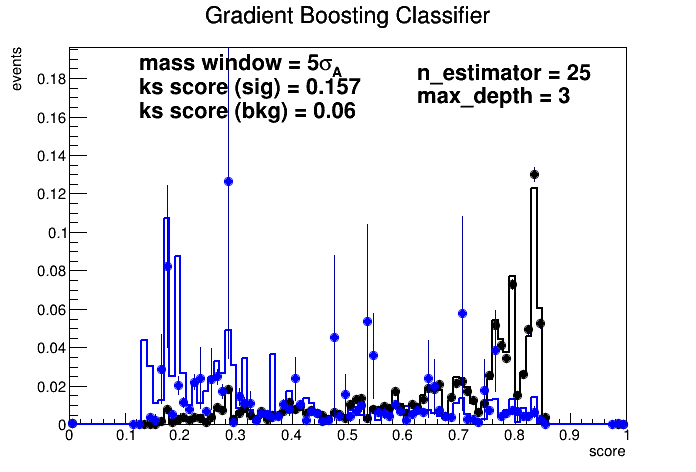 Gradient Boosting Classifier
events
mass window = 5σA
ks score (sig) = 0.157
ks score (bkg) = 0.06
n_estimator = 25
max_depth = 3
0.18
0.16
0.14
0.12
0.1
0.08
0.06
0.04
0.02
0
0 0.1 0.2 0.3 0.4 0.5 0.6 0.7 0.8 0.9 1
score